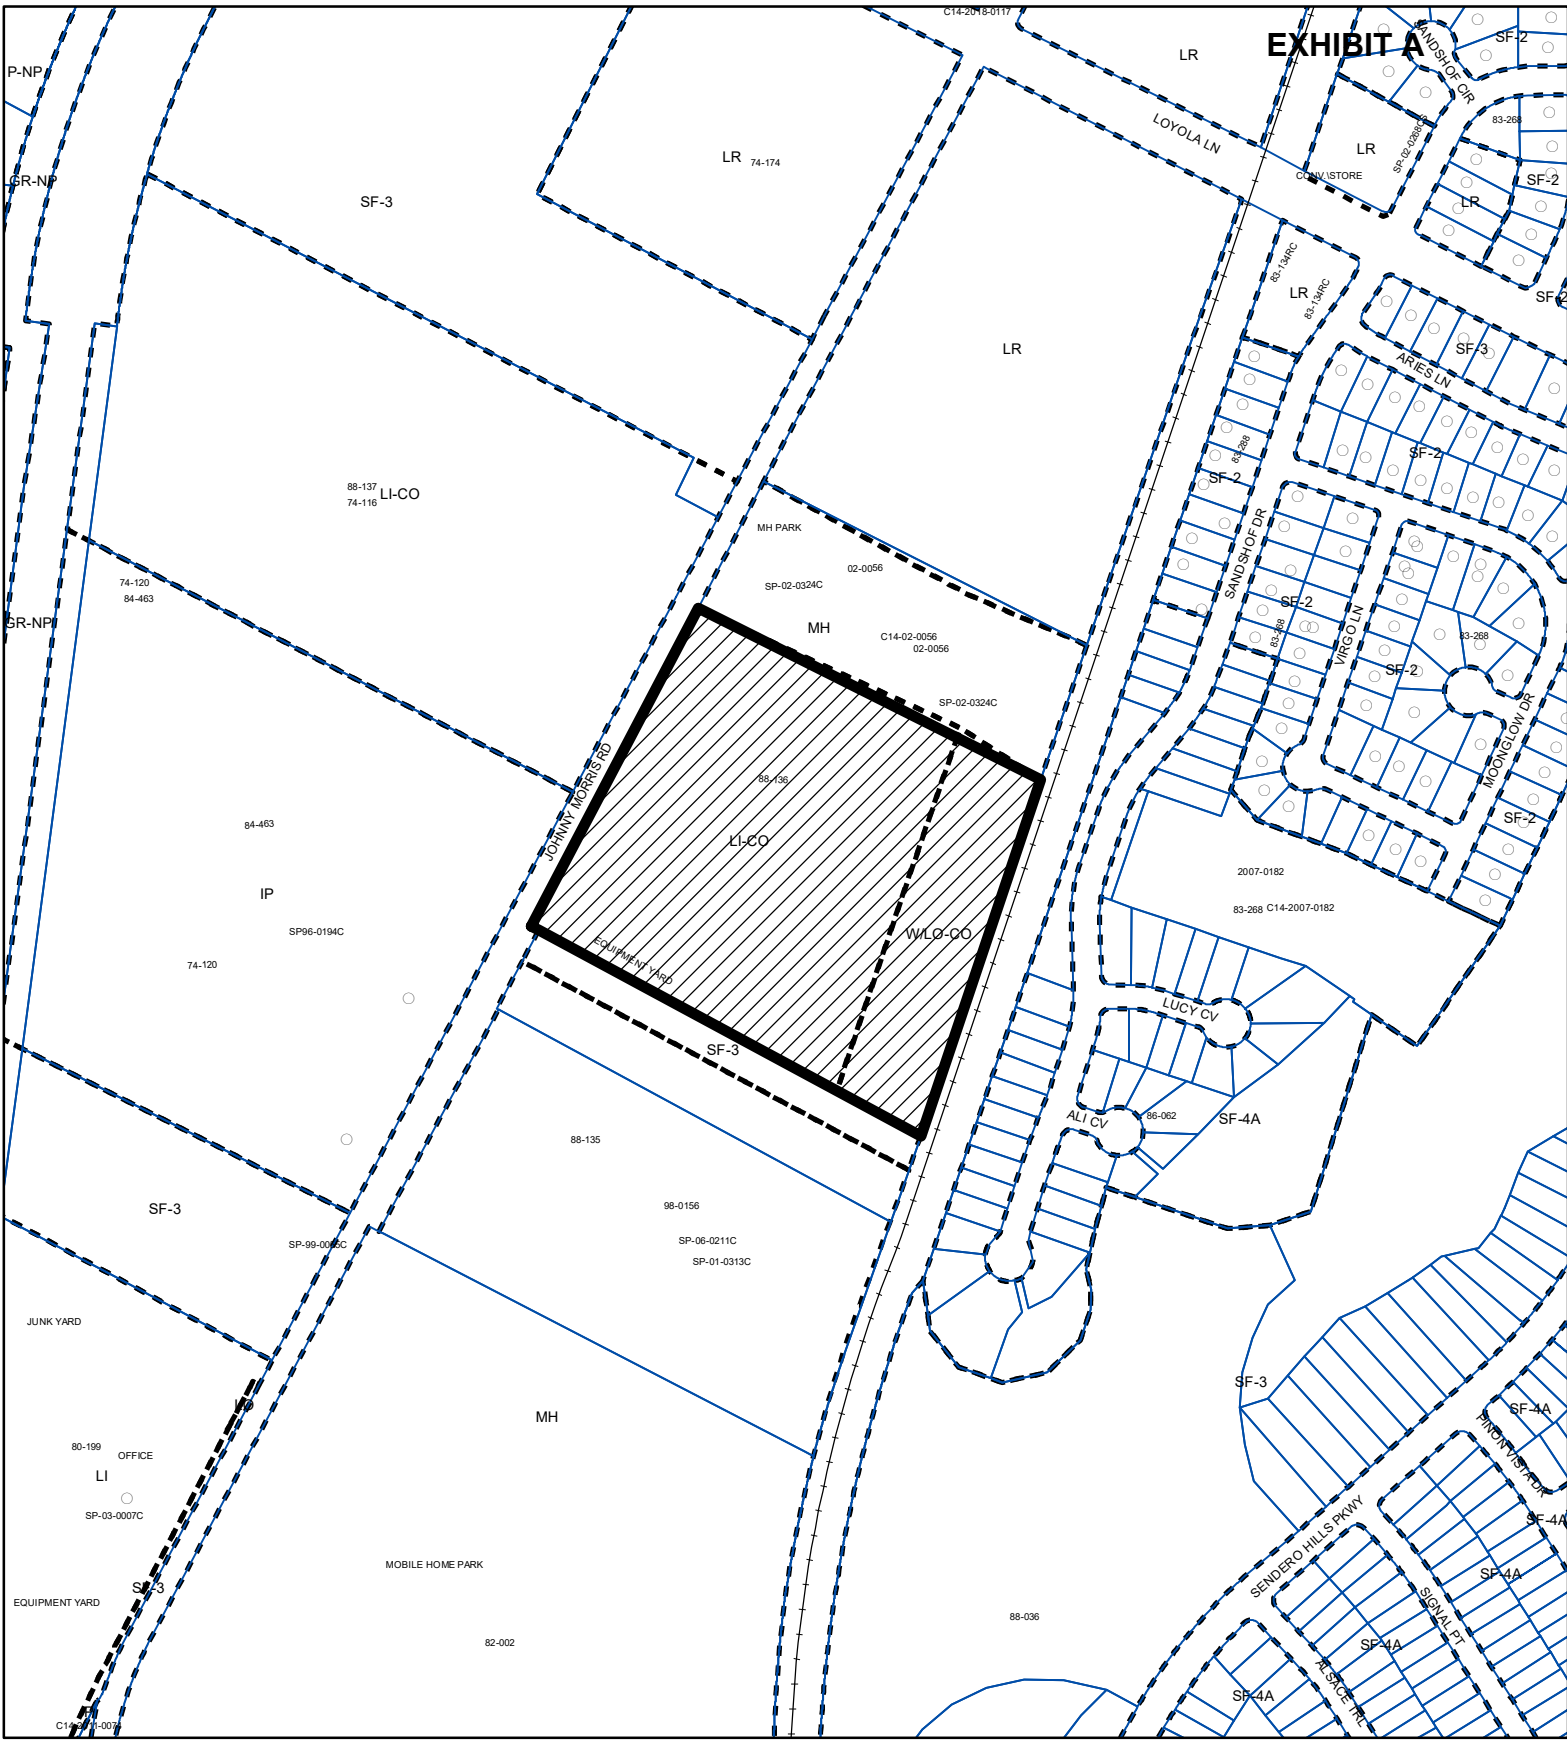 C14-2018-0117
EXHIBIT A
LR
SANDSHOF CIR
SF-2
P-NP
83-268
LOYOLA LN
LR
SP-02-0268CS
LR
74-174
CONV.\STORE
GR-NP
SF-2
SF-3
LR
83-134RC
LR
83-134RC
SF-2
LR
SF-3
ARIES LN
SF-2
83-268
SF-2
88-137
LI-CO
74-116
MH PARK
SANDSHOF DR
02-0056
74-120
SP-02-0324C
84-463
SF-2
GR-NP
MH
C14-02-0056
02-0056
83-268
VIRGO LN
83-268
SF-2
SP-02-0324C
MOONGLOW DR
88-136
JOHNNY MORRIS RD
SF-2
84-463
LI-CO
2007-0182
IP
83-268
C14-2007-0182
SP96-0194C
W/LO-CO
EQUIPMENT YARD
74-120
LUCY CV
SF-3
ALI CV
86-062
SF-4A
88-135
SF-3
98-0156
SP-06-0211C
SP-01-0313C
JUNK YARD
SF-3
LO
SF-4A
MH
PINON VISTA DR
80-199
OFFICE
LI
SP-03-0007C
SENDERO HILLS PKWY
SF-4A
MOBILE HOME PARK
SF-4A
SF-3
EQUIPMENT YARD
SIGNAL PT
88-036
82-002
SF-4A
ALSACE TRL
SF-4A